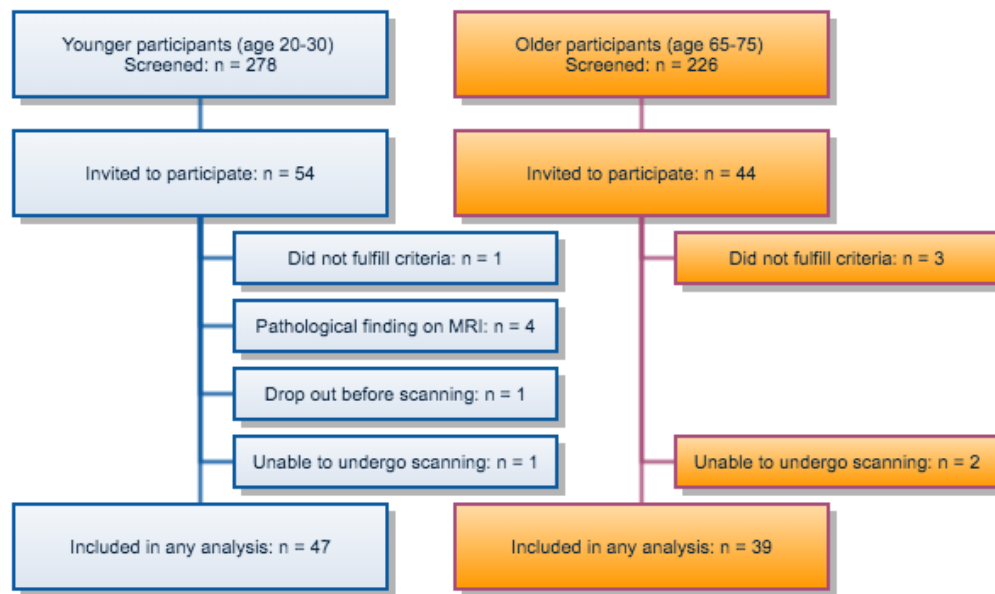 Younger participants (age 20-30)
Screened: n = 278
Invited to participate: n = 54
Did not fulfill criteria: n = 1
Pathological finding on MRI: n = 4
Drop out before scanning: n = 1
Unable to undergo scanning: n = 1
Included in any analysis: n = 47
Older participants (age 65-75)
Screened: n = 226
Invited to participate: n = 44
Did not fulfill criteria: n = 3
Unable to undergo scanning: n = 2
Included in any analysis: n = 39